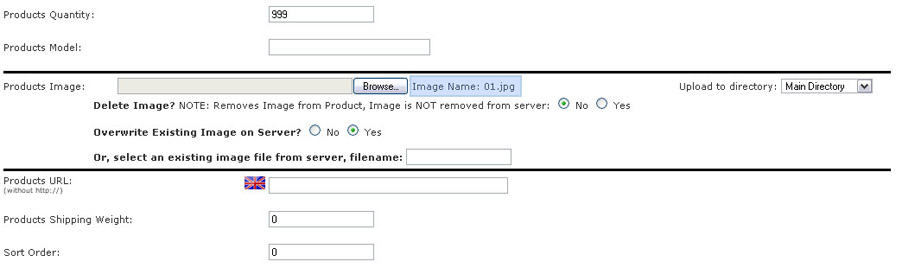 Products Quantity: 999
Products Model:
Products Image: Browse... Image Name: 01.jpg Upload to directory: Main Directory
Delete Image? NOTE: Removes Image from Product, Image is NOT removed from server: No Yes
Overwrite Existing Image on Server? No Yes
Or, select an existing image file from server, filename:
Products URL:
(without http://)
Products Shipping Weight: 0
Sort Order: 0